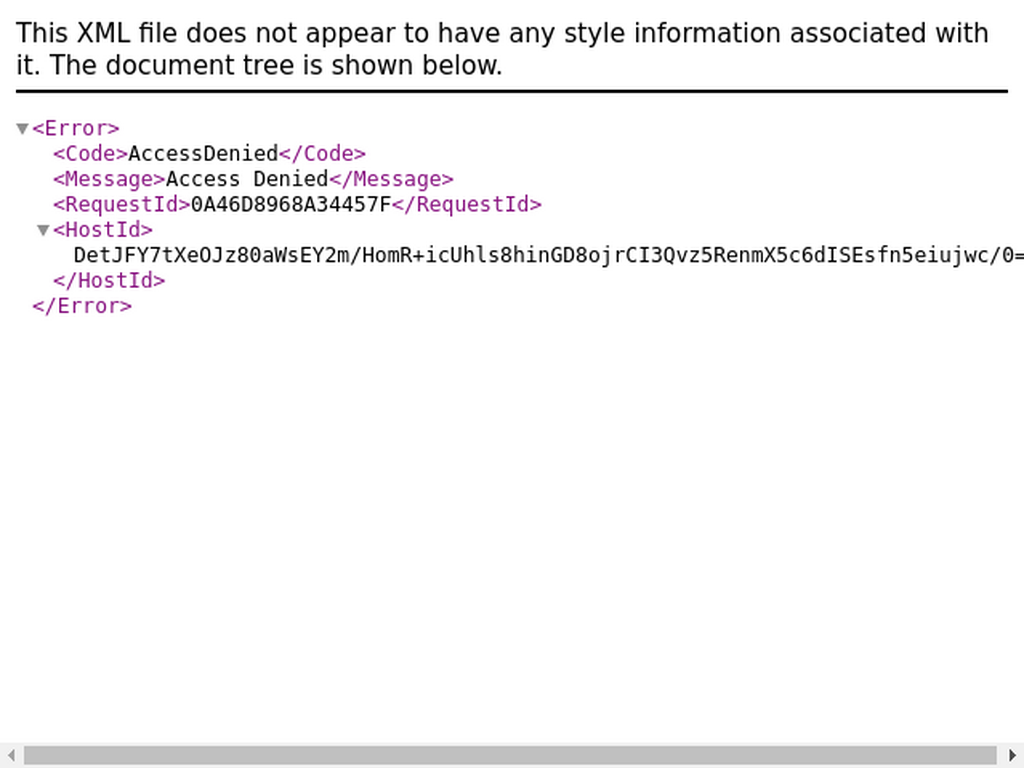 This XML file does not appear to have any style information associated with
it. The document tree is shown below.
<Error>
<Code>AccessDenied</Code>
<Message>Access Denied</Message>
<RequestId>0A46D8968A34457F</RequestId>
<HostId>
DetJFY7tXeOJz80aWsEY2m/HomR+icUhls8hinGD8ojrCI3Qvz5RenmX5c6dISEsfn5eiujwc/0=
</HostId>
</Error>